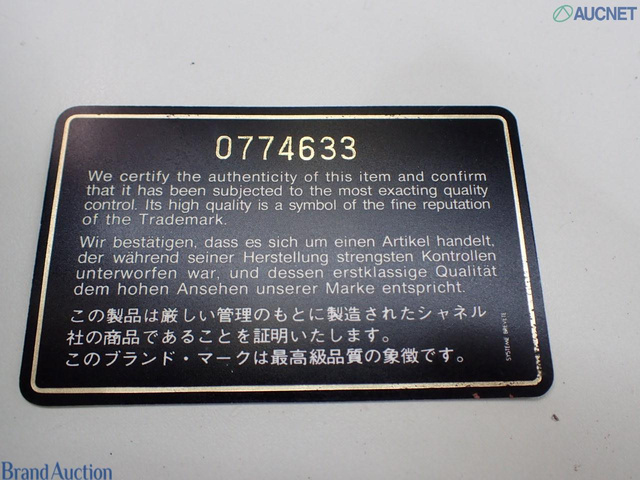 AUCNET
0774633
We certify the authenticity of this item and confirm
that it has been subjected to the most exacting quality
control. Its high quality is a symbol of the fine reputation
of the Trademark.
Wir bestätigen, dass es sich um einen Artikel handelt,
der während seiner Herstellung strengsten Kontrollen
unterworfen war, und dessen erstklassige Qualität
dem hohen Ansehen unserer Marke entspricht.
この製品は厳しい管理のもとに製造されたシャネル
社の商品であることを証明いたします。
このブランド・マークは最高級品質の象徴です。
SYSTEME BREVETE
Brand Auction